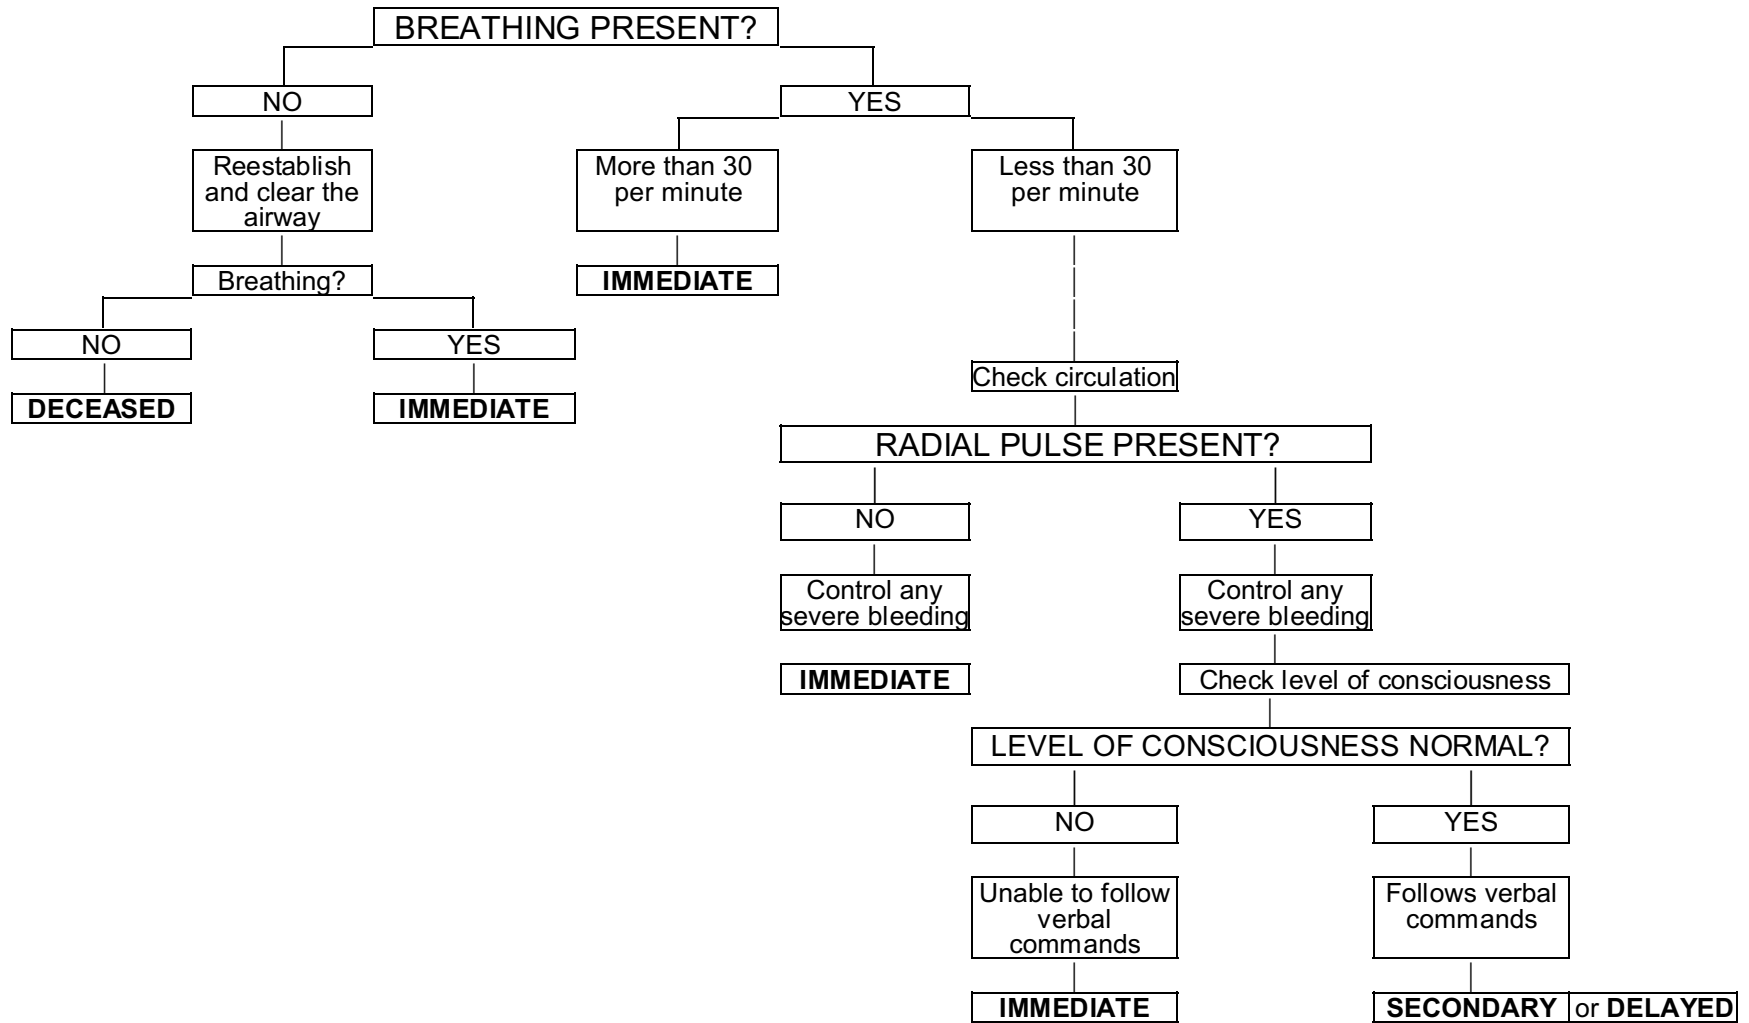 BREATHING PRESENT?
NO
YES
Reestablish
and clear the
airway
More than 30
per minute
Less than 30
per minute
Breathing?
IMMEDIATE
NO
YES
Check circulation
DECEASED
IMMEDIATE
RADIAL PULSE PRESENT?
NO
YES
Control any
severe bleeding
Control any
severe bleeding
IMMEDIATE
Check level of consciousness
LEVEL OF CONSCIOUSNESS NORMAL?
NO
YES
Unable to follow
verbal
commands
Follows verbal
commands
IMMEDIATE
SECONDARY or DELAYED